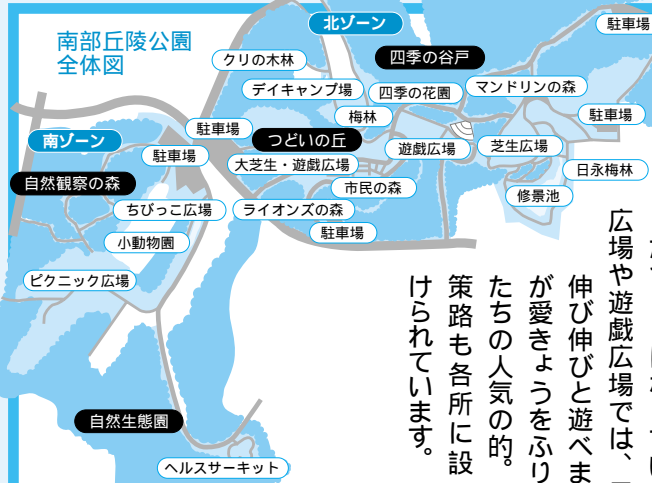 南部丘陵公園
全体図
北ゾーン
駐車場
クリの木林
四季の谷戸
デイキャンプ場
四季の花園
マンドリンの森
梅林
駐車場
南ゾーン
駐車場
つどいの丘
駐車場
遊戯広場
芝生広場
大芝生・遊戯広場
日永梅林
自然観察の森
市民の森
修景池
ちびっこ広場
ライオンズの森
駐車場
小動物園
ピクニック広場
自然生態園
ヘルスサーキット
広場や遊戯広場では、
伸び伸びと遊べま
が愛きょうをふり
たちの人気の的。
策路も各所に設
けられています。